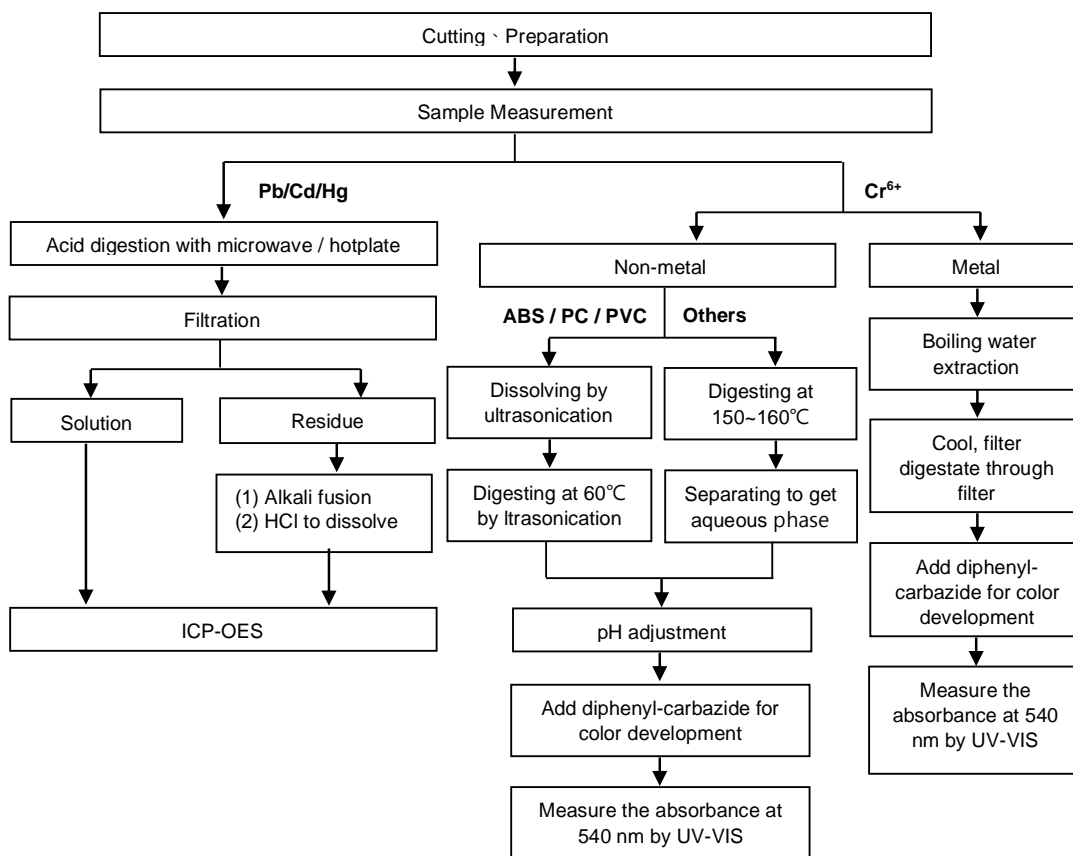 Cutting、Preparation
Sample Measurement
Pb/Cd/Hg
Cr6+
Acid digestion with microwave / hotplate
Filtration
Solution
Residue
(1) Alkali fusion
(2) HCl to dissolve
ICP-OES
Non-metal
ABS / PC / PVC
Others
Dissolving by
ultrasonication
Digesting at 60℃
by ltrasonication
Digesting at
150~160℃
Separating to get
aqueous phase
pH adjustment
Add diphenyl-carbazide for
color development
Measure the absorbance at
540 nm by UV-VIS
Metal
Boiling water
extraction
Cool, filter
digestate through
filter
Add diphenyl-
carbazide for color
development
Measure the
absorbance at 540
nm by UV-VIS